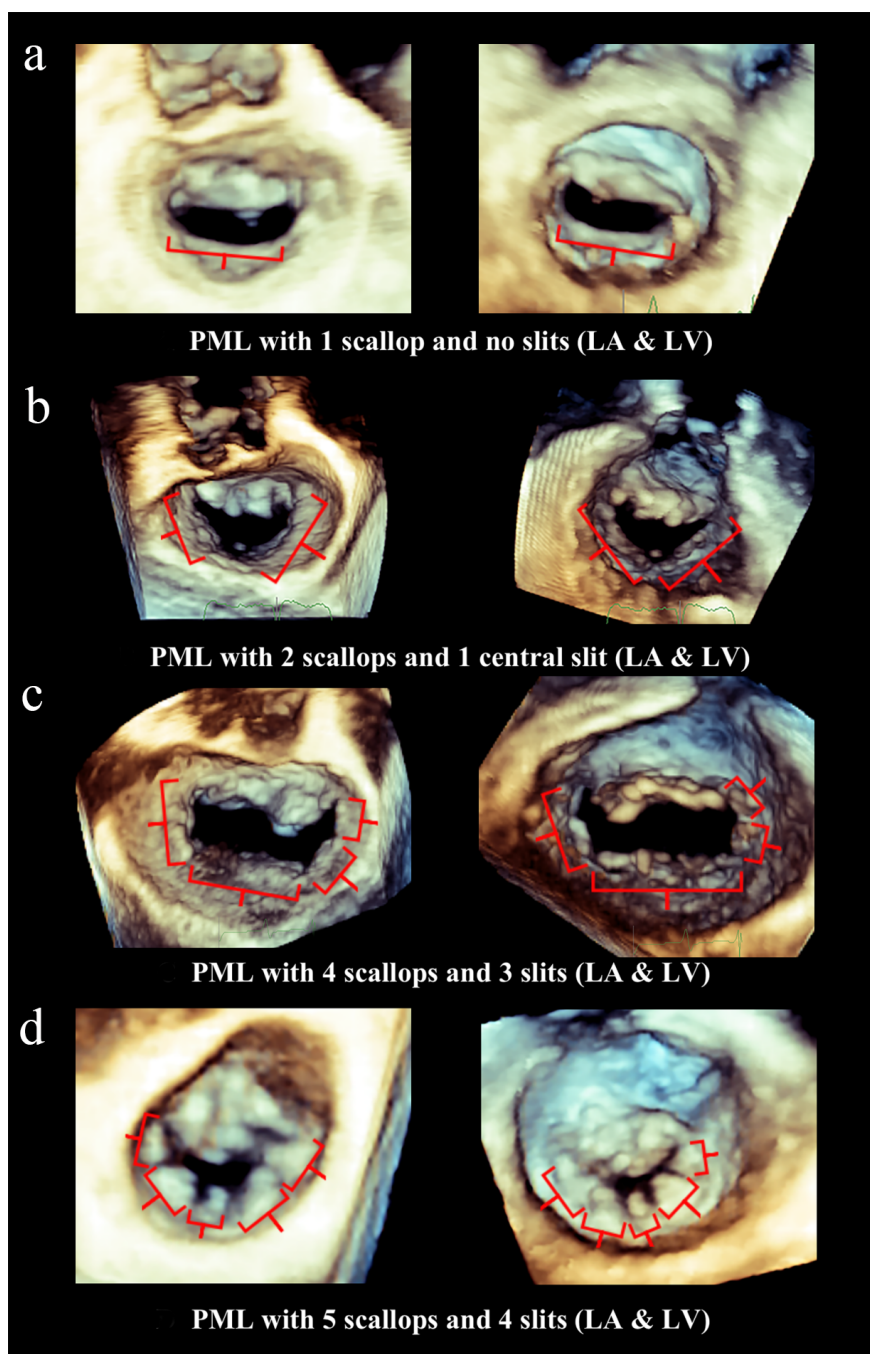 a
PML with 1 scallop and no slits (LA & LV)
b
PML with 2 scallops and 1 central slit (LA & LV)
c
PML with 4 scallops and 3 slits (LA & LV)
d
PML with 5 scallops and 4 slits (LA & LV)